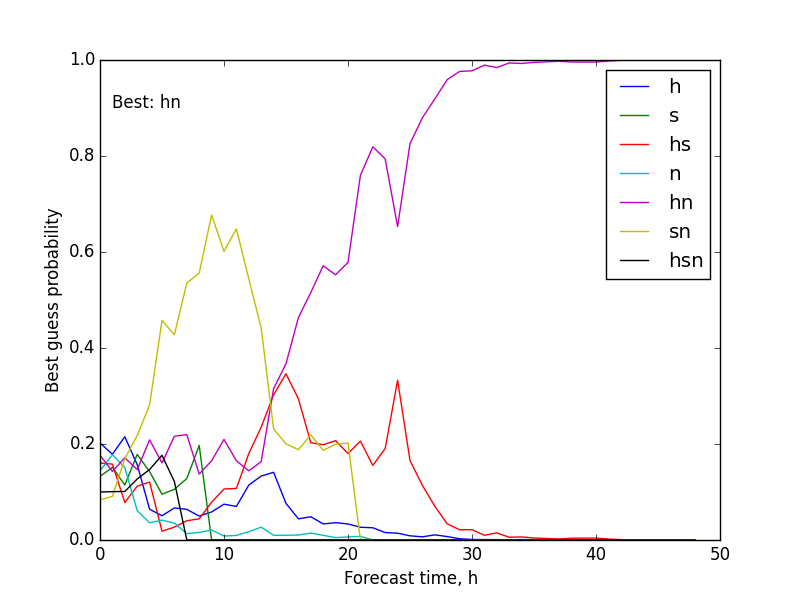 1.0
Best: hn
h
s
hs
n
hn
sn
hsn
0.8
0.6
0.4
0.2
0.0
Best guess probability
0 10 20 30 40 50
Forecast time, h